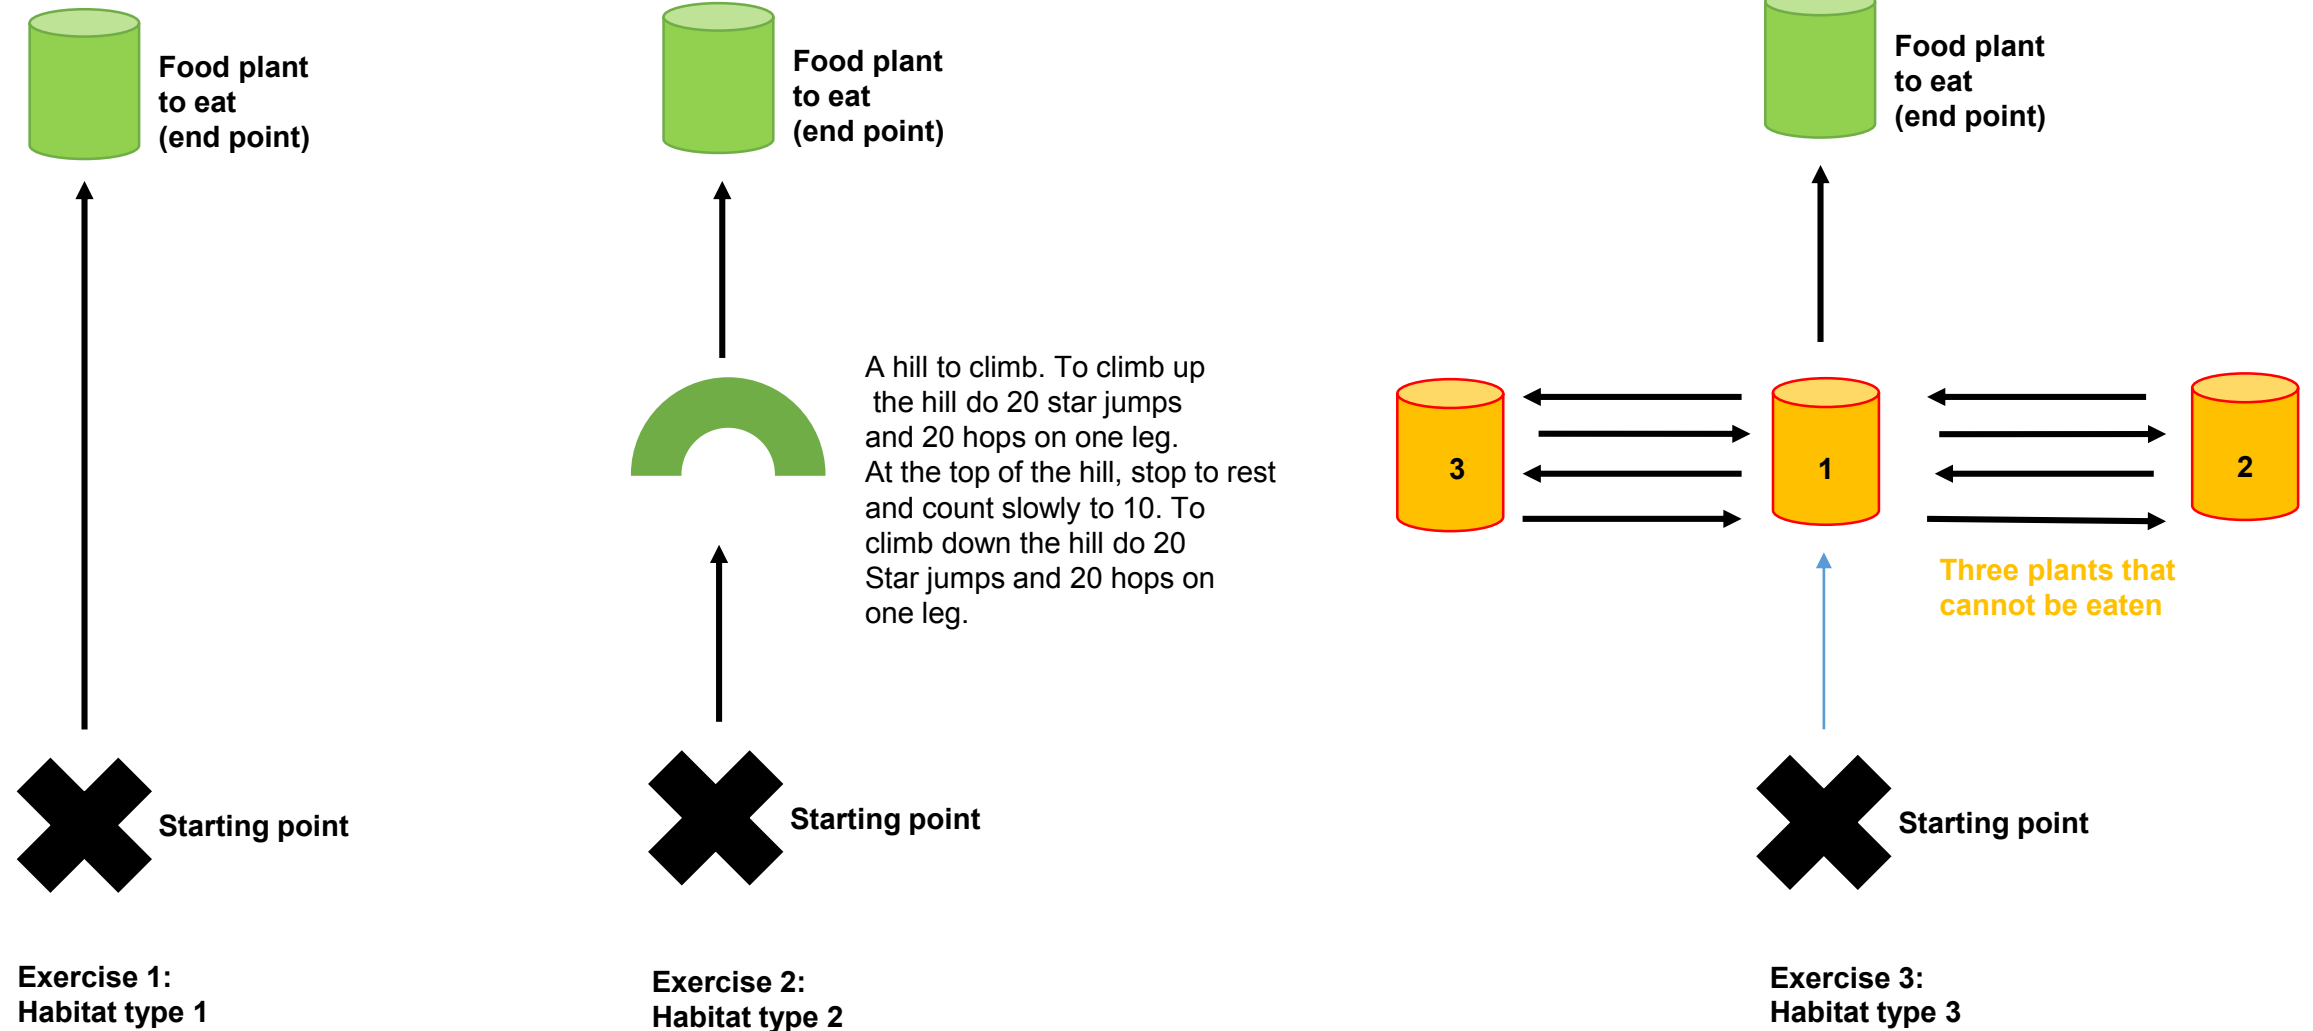 Food plant
to eat
(end point)
Starting point
Exercise 1:
Habitat type 1
Food plant
to eat
(end point)
A hill to climb. To climb up
the hill do 20 star jumps
and 20 hops on one leg.
At the top of the hill, stop to rest
and count slowly to 10. To
climb down the hill do 20
Star jumps and 20 hops on
one leg.
Starting point
Exercise 2:
Habitat type 2
Food plant
to eat
(end point)
3
1
2
Three plants that
cannot be eaten
Starting point
Exercise 3:
Habitat type 3